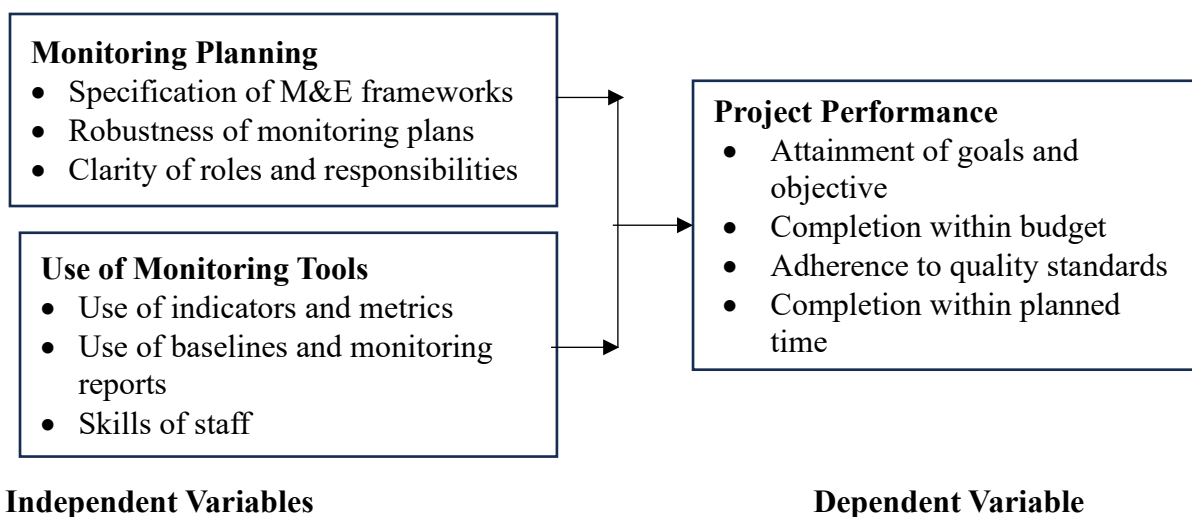 Monitoring Planning
• Specification of M&E frameworks
• Robustness of monitoring plans
• Clarity of roles and responsibilities
Use of Monitoring Tools
• Use of indicators and metrics
• Use of baselines and monitoring
reports
• Skills of staff
Project Performance
• Attainment of goals and
objective
• Completion within budget
• Adherence to quality standards
• Completion within planned
time
Independent Variables
Dependent Variable